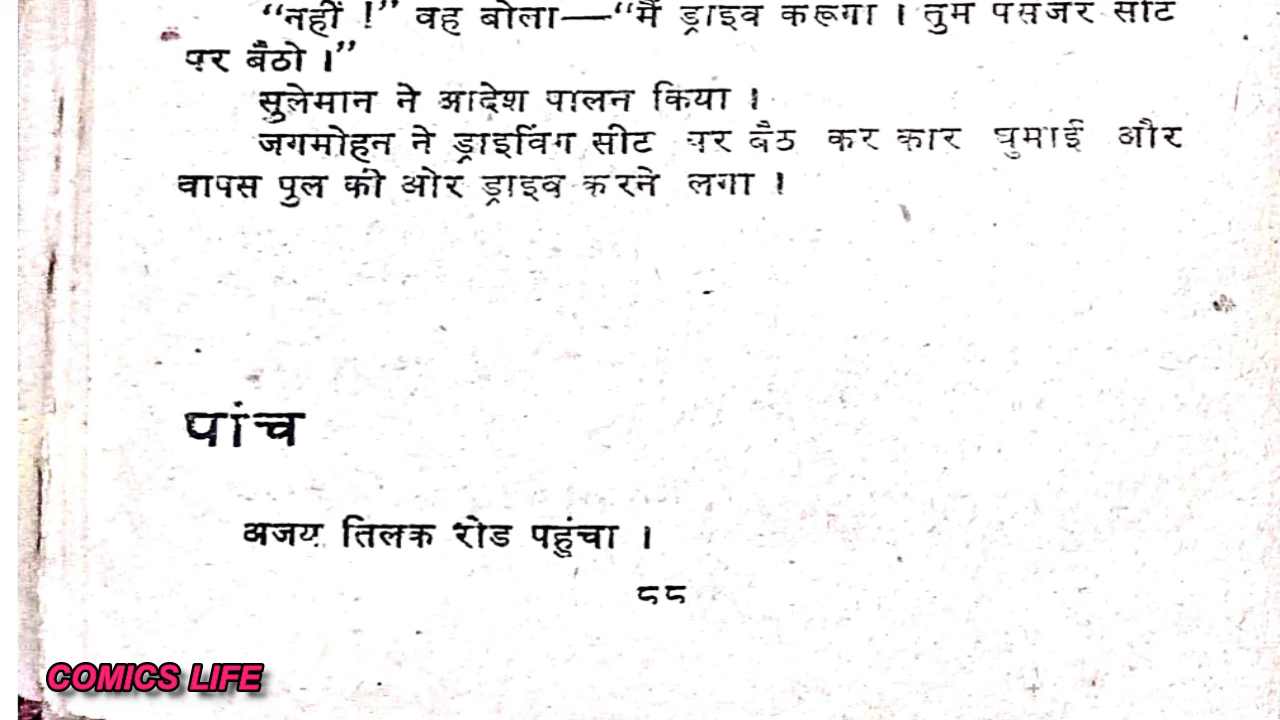 “नहीं !” वह बोला—“मैं ड्राइव करूंगा । तुम पैसेंजर सीट
पर बैठो ।”
सुलेमान ने आदेश पालन किया ।
जगमोहन ने ड्राइविंग सीट पर बैठ कर कार घुमाई और
वापस पुल की ओर ड्राइव करने लगा ।
पांच
अजय तिलक रोड पहुंचा ।
८८
COMICS LIFE